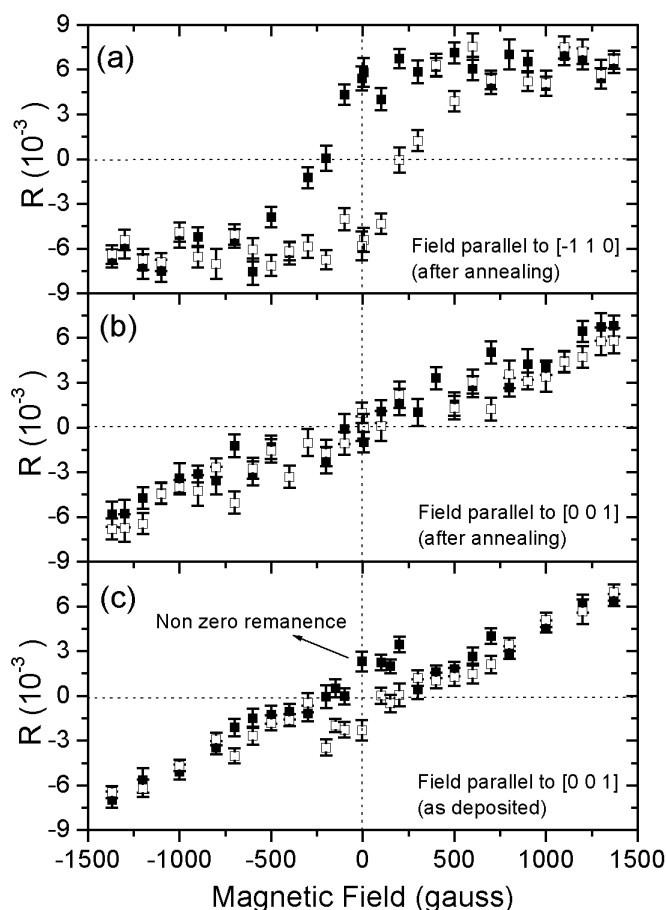 9
(a)
6
3
0
-3
-6
-9
R (10⁻³)
Field parallel to [-1 1 0]
(after annealing)
(b)
6
3
0
-3
-6
-9
R (10⁻³)
Field parallel to [0 0 1]
(after annealing)
(c)
6
3
0
-3
-6
-9
R (10⁻³)
Non zero remanence
Field parallel to [0 0 1]
(as deposited)
-1500 -1000 -500 0 500 1000 1500
Magnetic Field (gauss)